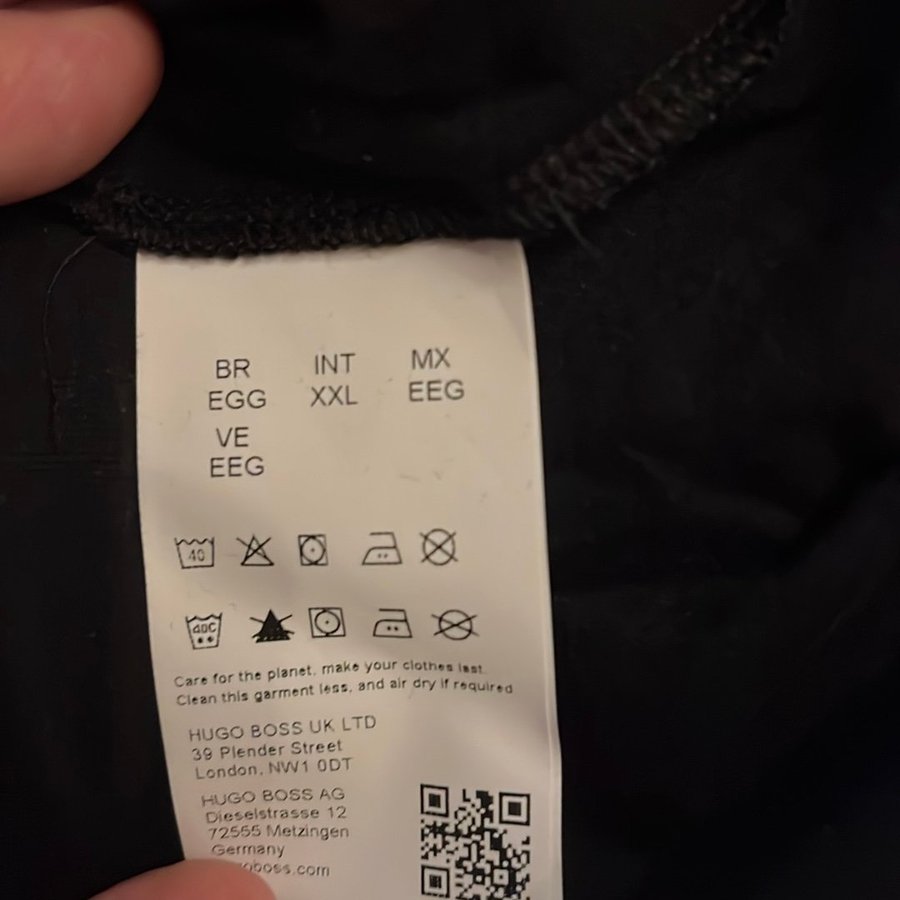 BR INT MX
EGG XXL EEG
VE
EEG
40
40C
Care for the planet, make your clothes last.
Clean this garment less, and air dry if required
HUGO BOSS UK LTD
39 Plender Street
London, NW1 0DT
HUGO BOSS AG
Dieselstrasse 12
72555 Metzingen
Germany
oboss.com